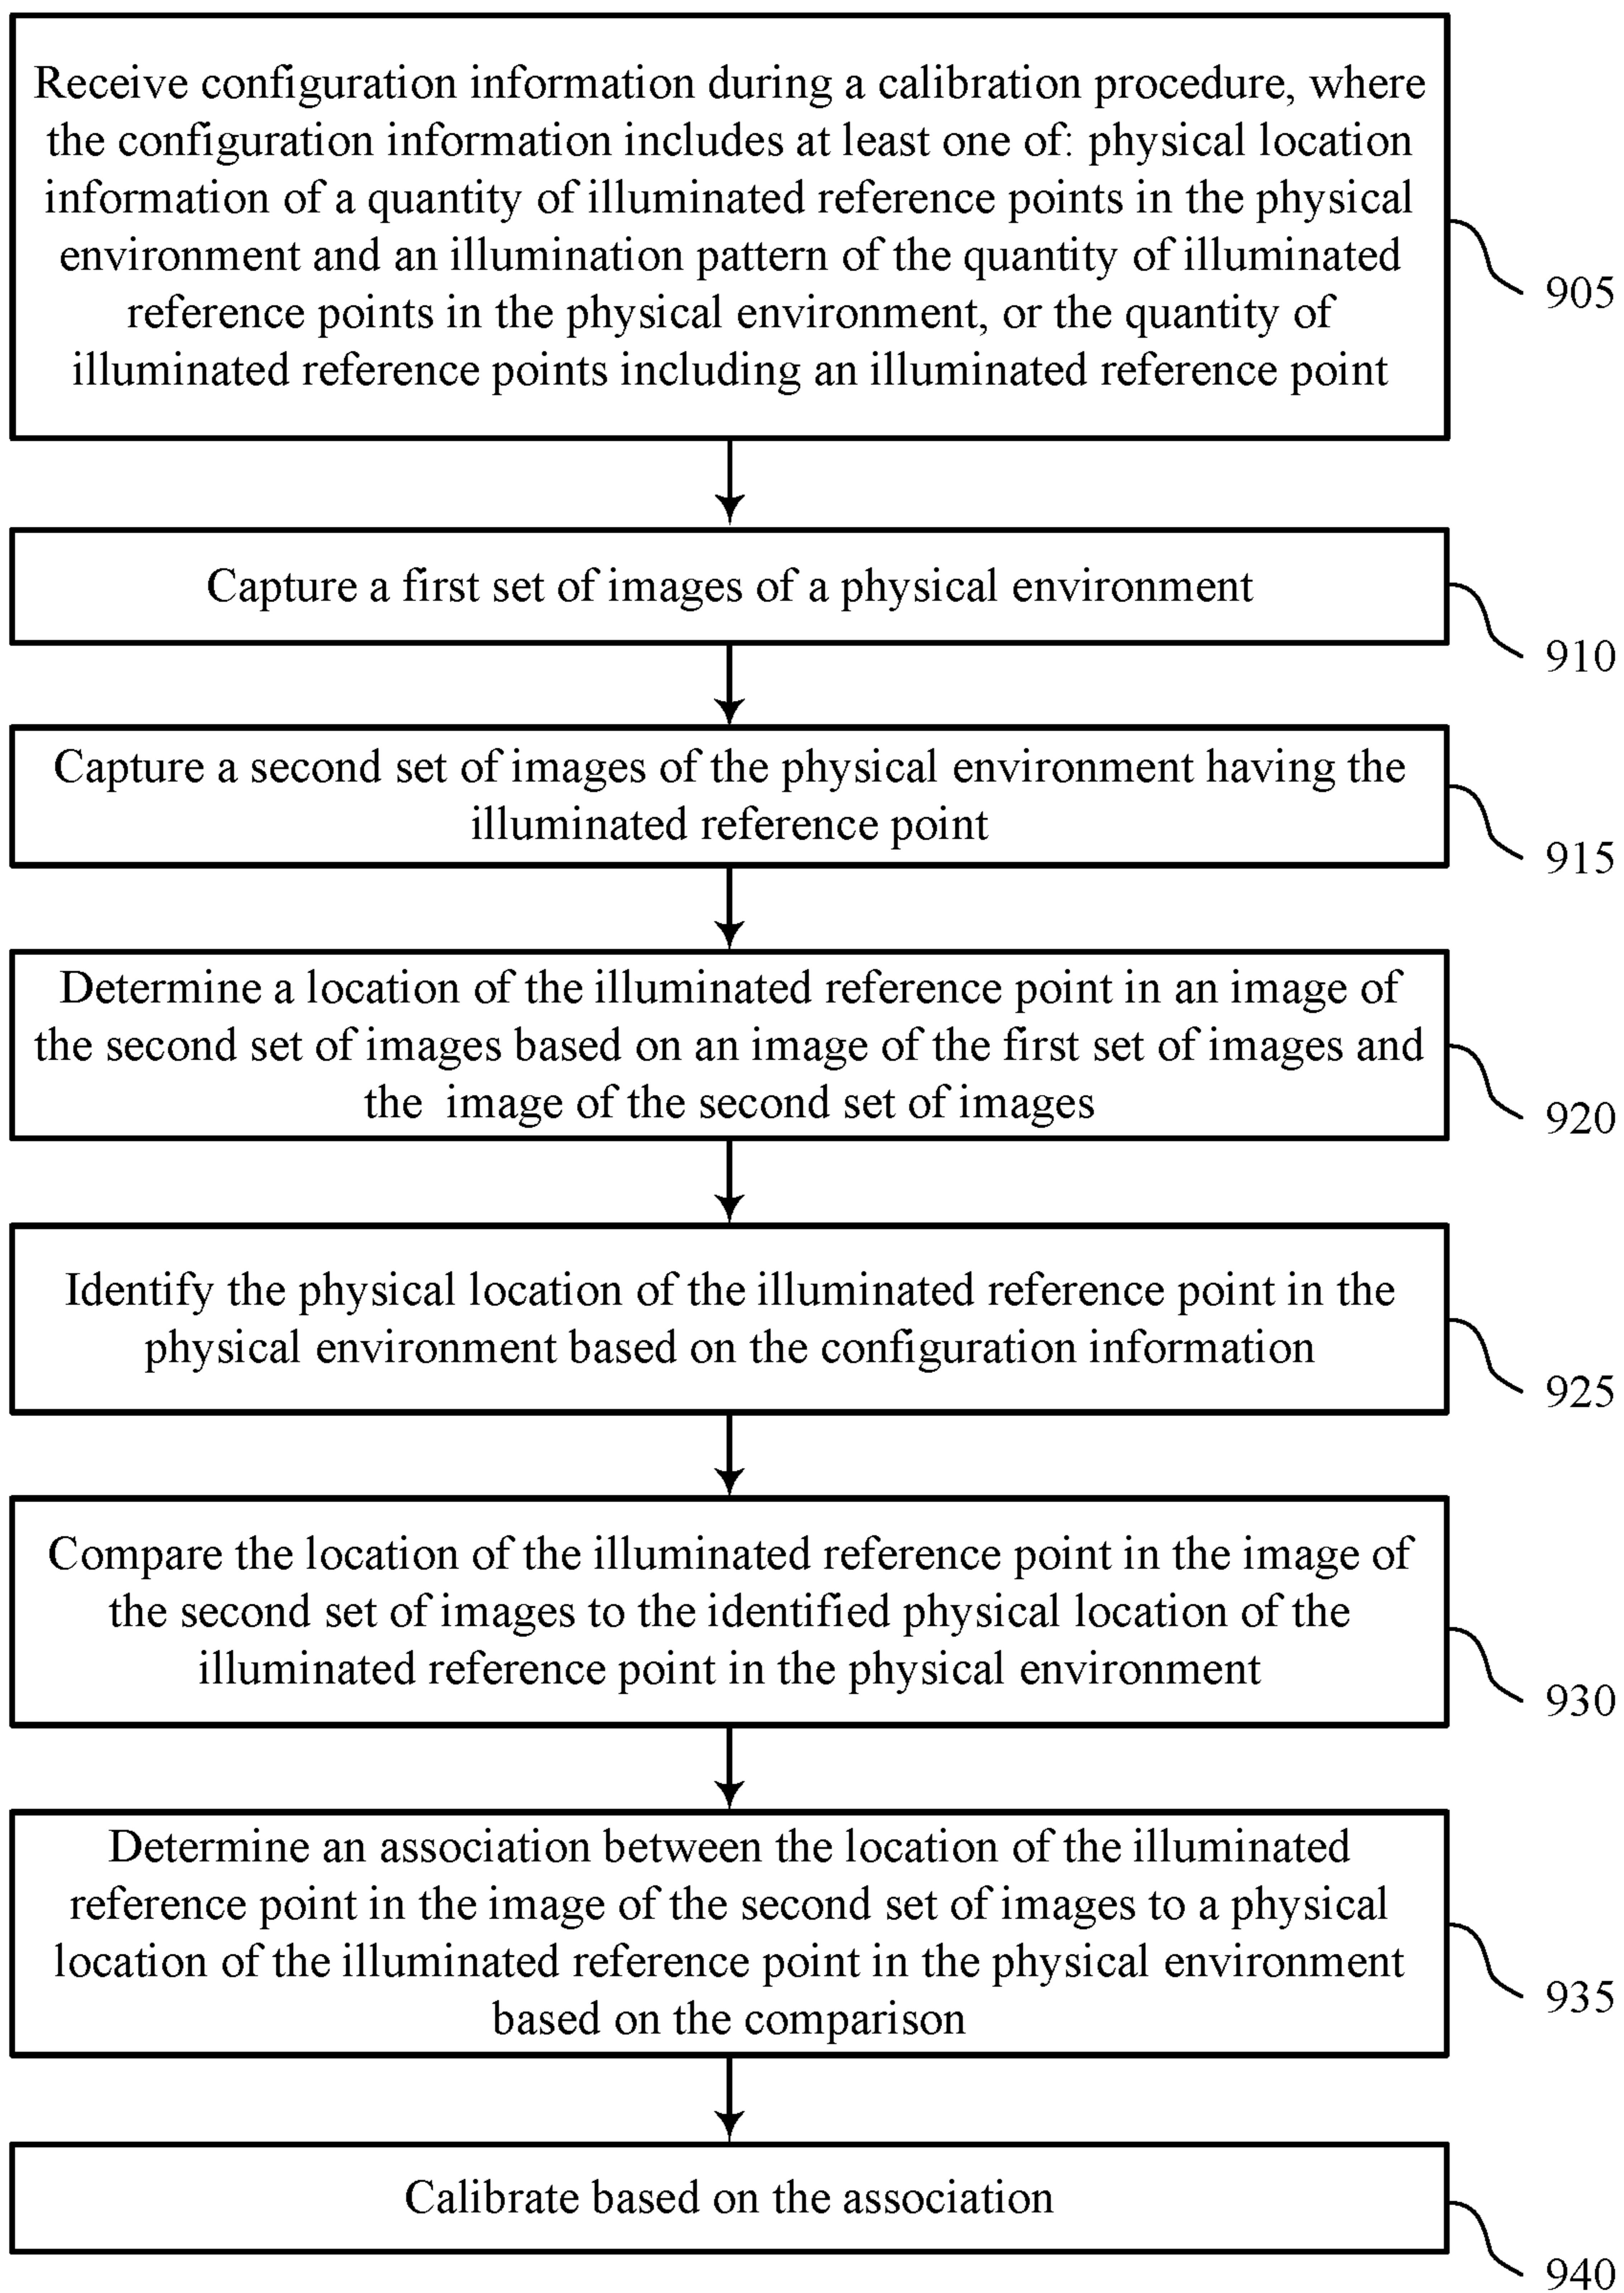 Receive configuration information during a calibration procedure, where
the configuration information includes at least one of: physical location
information of a quantity of illuminated reference points in the physical
environment and an illumination pattern of the quantity of illuminated
reference points in the physical environment, or the quantity of
illuminated reference points including an illuminated reference point
905
Capture a first set of images of a physical environment
910
Capture a second set of images of the physical environment having the
illuminated reference point
915
Determine a location of the illuminated reference point in an image of
the second set of images based on an image of the first set of images and
the image of the second set of images
920
Identify the physical location of the illuminated reference point in the
physical environment based on the configuration information
925
Compare the location of the illuminated reference point in the image of
the second set of images to the identified physical location of the
illuminated reference point in the physical environment
930
Determine an association between the location of the illuminated
reference point in the image of the second set of images to a physical
location of the illuminated reference point in the physical environment
based on the comparison
935
Calibrate based on the association
940